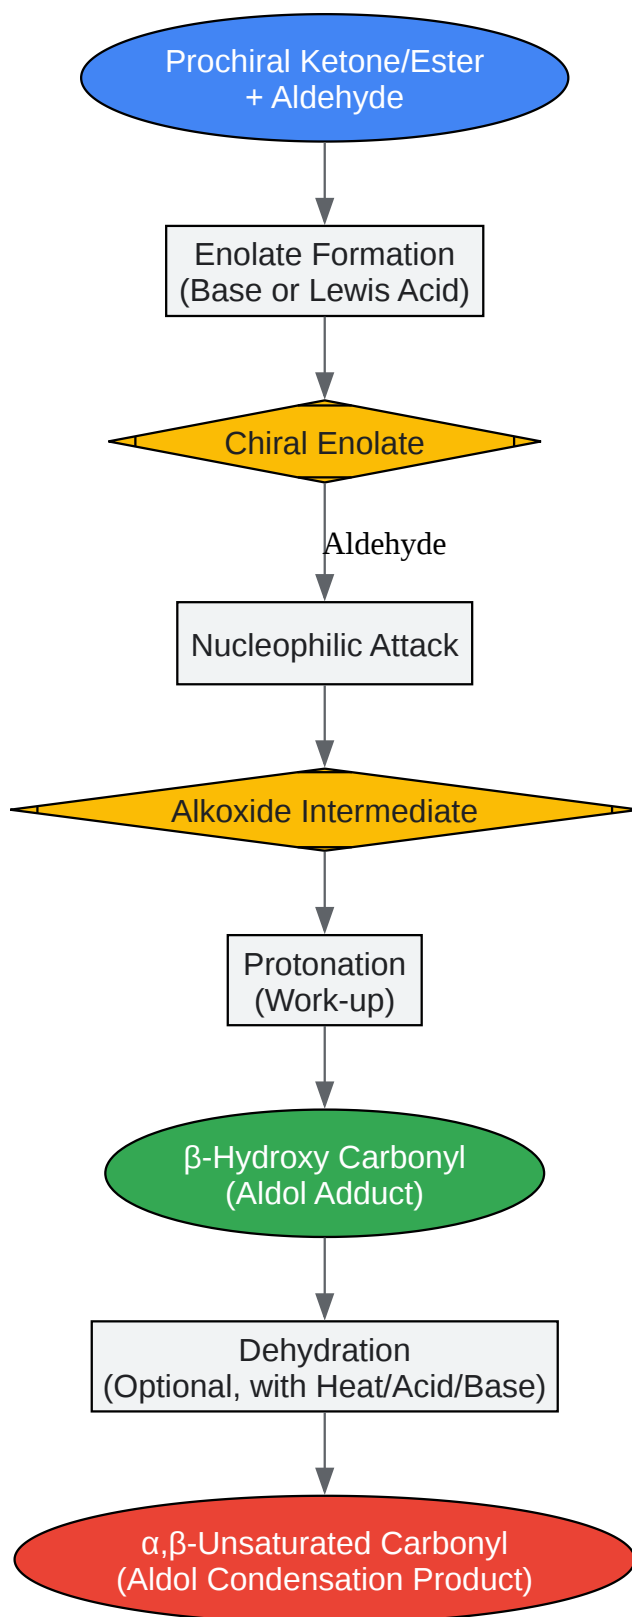 Prochiral Ketone/Ester
+ Aldehyde
Enolate Formation
(Base or Lewis Acid)
Chiral Enolate
Aldehyde
Nucleophilic Attack
Alkoxide Intermediate
Protonation
(Work-up)
β-Hydroxy Carbonyl
(Aldol Adduct)
Dehydration
(Optional, with Heat/Acid/Base)
α,β-Unsaturated Carbonyl
(Aldol Condensation Product)